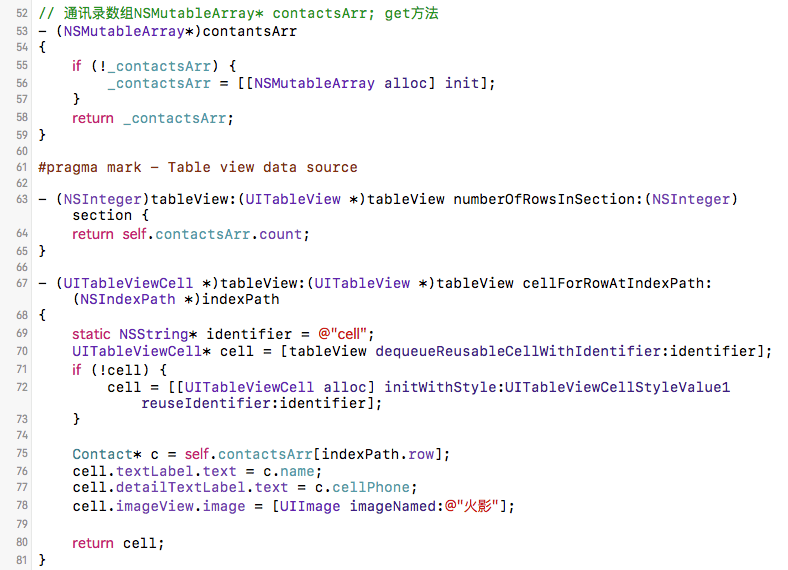 52 // 通讯录数组NSMutableArray* contactsArr; get方法
53 - (NSMutableArray*)contantsArr
54 {
55     if (!_contactsArr) {
56         _contactsArr = [[NSMutableArray alloc] init];
57     }
58     return _contactsArr;
59 }
60
61 #pragma mark - Table view data source
62
63 - (NSInteger)tableView:(UITableView *)tableView numberOfRowsInSection:(NSInteger)
    section {
64     return self.contactsArr.count;
65 }
66
67 - (UITableViewCell *)tableView:(UITableView *)tableView cellForRowAtIndexPath:
    (NSIndexPath *)indexPath
68 {
69     static NSString* identifier = @"cell";
70     UITableViewCell* cell = [tableView dequeueReusableCellWithIdentifier:identifier];
71     if (!cell) {
72         cell = [[UITableViewCell alloc] initWithStyle:UITableViewCellStyleValue1
            reuseIdentifier:identifier];
73     }
74
75     Contact* c = self.contactsArr[indexPath.row];
76     cell.textLabel.text = c.name;
77     cell.detailTextLabel.text = c.cellPhone;
78     cell.imageView.image = [UIImage imageNamed:@"火影"];
79
80     return cell;
81 }